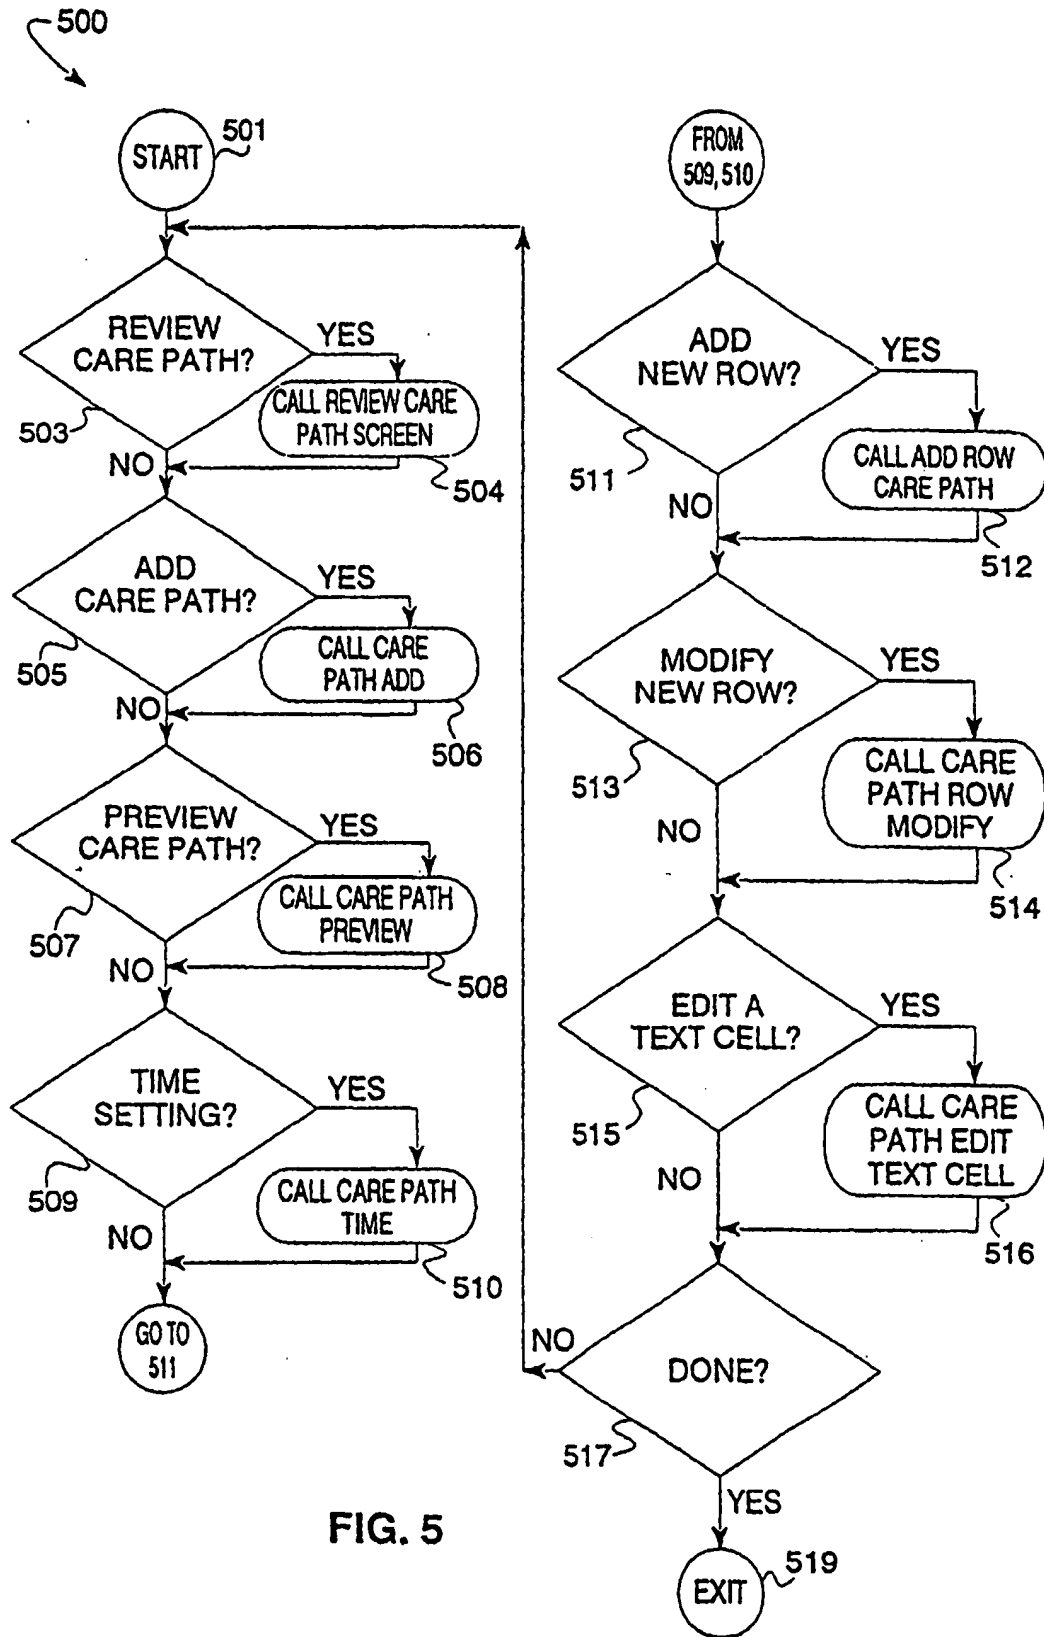 500
START
501
REVIEW
CARE PATH?
YES
503
CALL REVIEW CARE
PATH SCREEN
NO
504
ADD
CARE PATH?
YES
505
CALL CARE
PATH ADD
NO
506
PREVIEW
CARE PATH?
YES
507
CALL CARE PATH
PREVIEW
NO
508
TIME
SETTING?
YES
509
CALL CARE PATH
TIME
NO
510
GO TO
511
FROM
509, 510
ADD
NEW ROW?
YES
511
CALL ADD ROW
CARE PATH
NO
512
MODIFY
NEW ROW?
YES
513
CALL CARE
PATH ROW
MODIFY
NO
514
EDIT A
TEXT CELL?
YES
515
CALL CARE
PATH EDIT
TEXT CELL
NO
516
NO
DONE?
517
YES
EXIT
519
FIG. 5